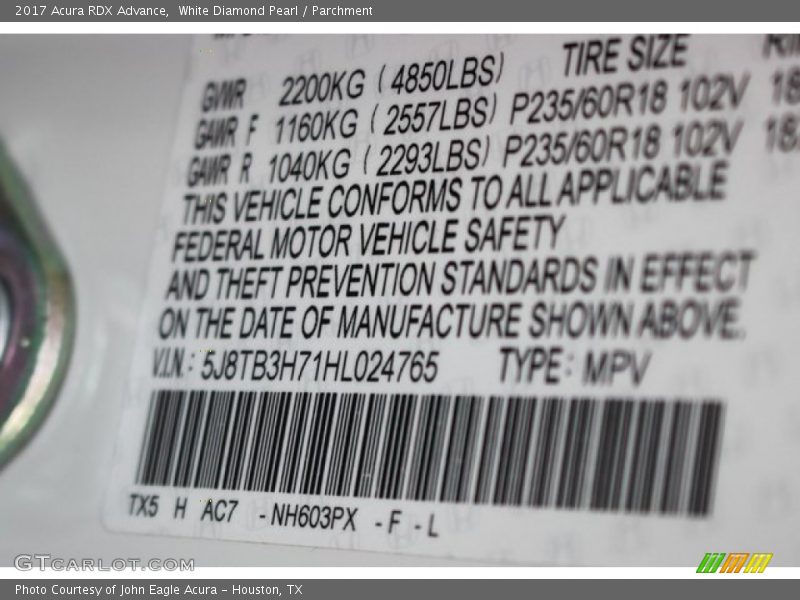 2017 Acura RDX Advance,  White Diamond Pearl / Parchment
TIRE SIZE
GVWR 2200KG (4850LBS)
GAWR F 1160KG (2557LBS) P235/60R18 102V 18
GAWR R 1040KG (2293LBS) P235/60R18 102V 18
THIS VEHICLE CONFORMS TO ALL APPLICABLE
FEDERAL MOTOR VEHICLE SAFETY
AND THEFT PREVENTION STANDARDS IN EFFECT
ON THE DATE OF MANUFACTURE SHOWN ABOVE.
V.I.N.: 5J8TB3H71HL024765 TYPE: MPV
TX5 H AC7 -NH603PX -F -L
GTCARLOT.COM
Photo Courtesy of John Eagle Acura - Houston, TX